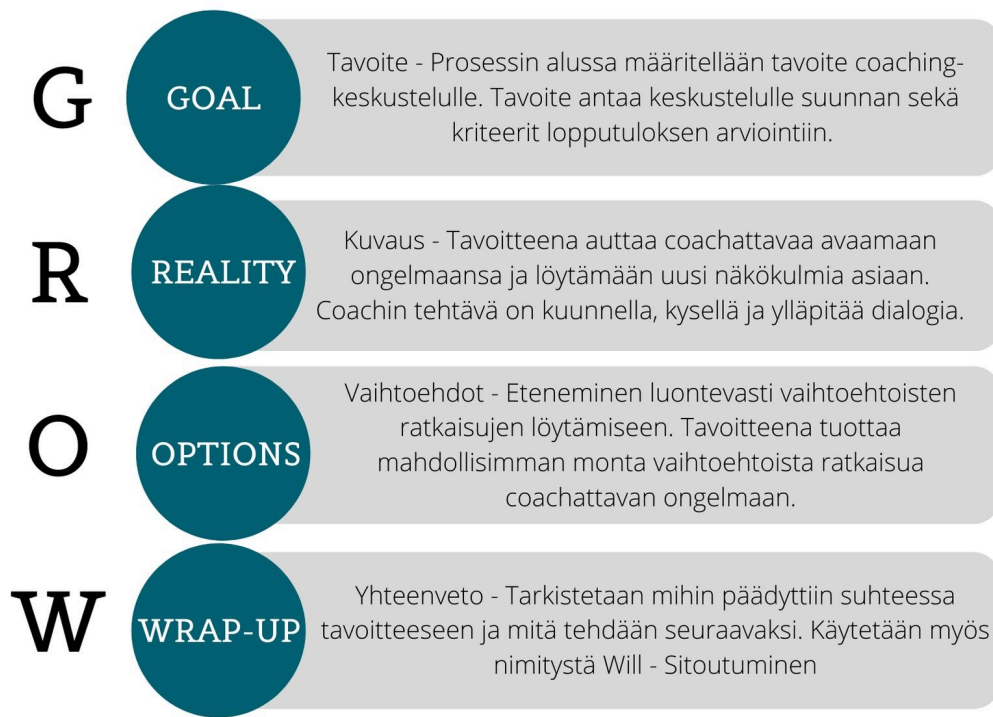 G
GOAL
Tavoite - Prosessin alussa määritellään tavoite coaching-
keskustelulle. Tavoite antaa keskustelulle suunnan sekä
kriteerit lopputuloksen arviointiin.
R
REALITY
Kuvaus - Tavoitteena auttaa coachattavaa avaamaan
ongelmaansa ja löytämään uusi näkökulmia asiaan.
Coachin tehtävä on kuunnella, kysellä ja ylläpitää dialogia.
O
OPTIONS
Vaihtoehdot - Eteneminen luontevasti vaihtoehtoisten
ratkaisujen löytämiseen. Tavoitteena tuottaa
mahdollisimman monta vaihtoehtoista ratkaisua
coachattavan ongelmaan.
W
WRAP-UP
Yhteenveto - Tarkistetaan mihin päädyttiin suhteessa
tavoitteeseen ja mitä tehdään seuraavaksi. Käytetään myös
nimitystä Will - Sitoutuminen